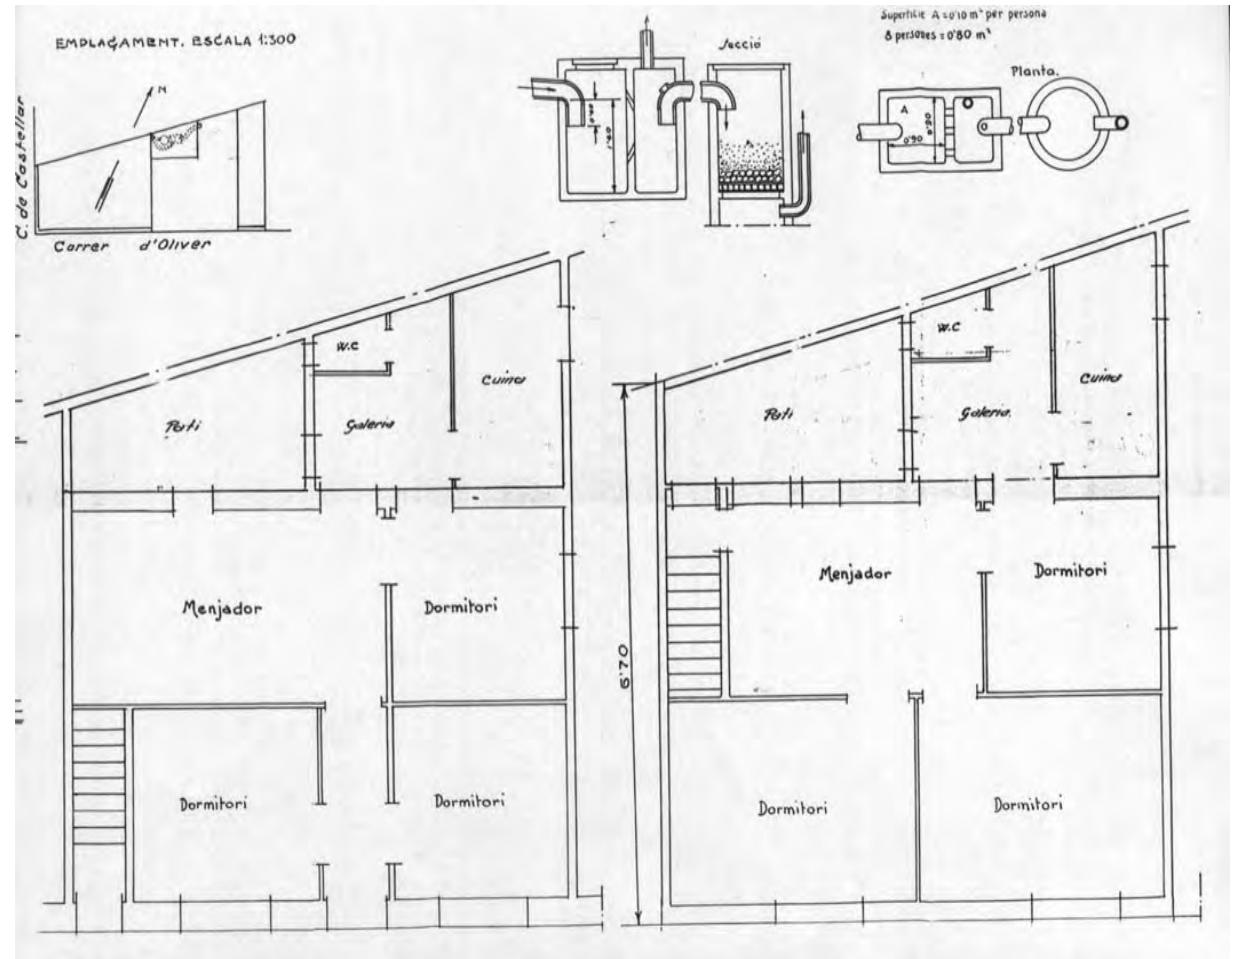 EMPLAÇAMENT. ESCALA 1:300
N
C. de Castellar
Carrer d'Oliver
Secció
1'20
Superficie A=0'10 m² per persona
8 persones = 0'80 m²
Planta.
A
0'90
0'90
W.C
Pati
Galeria
Cuina
Menjador
Dormitori
Dormitori
Dormitori
W.C
Pati
Galeria
Cuina
Menjador
Dormitori
6'70
Dormitori
Dormitori